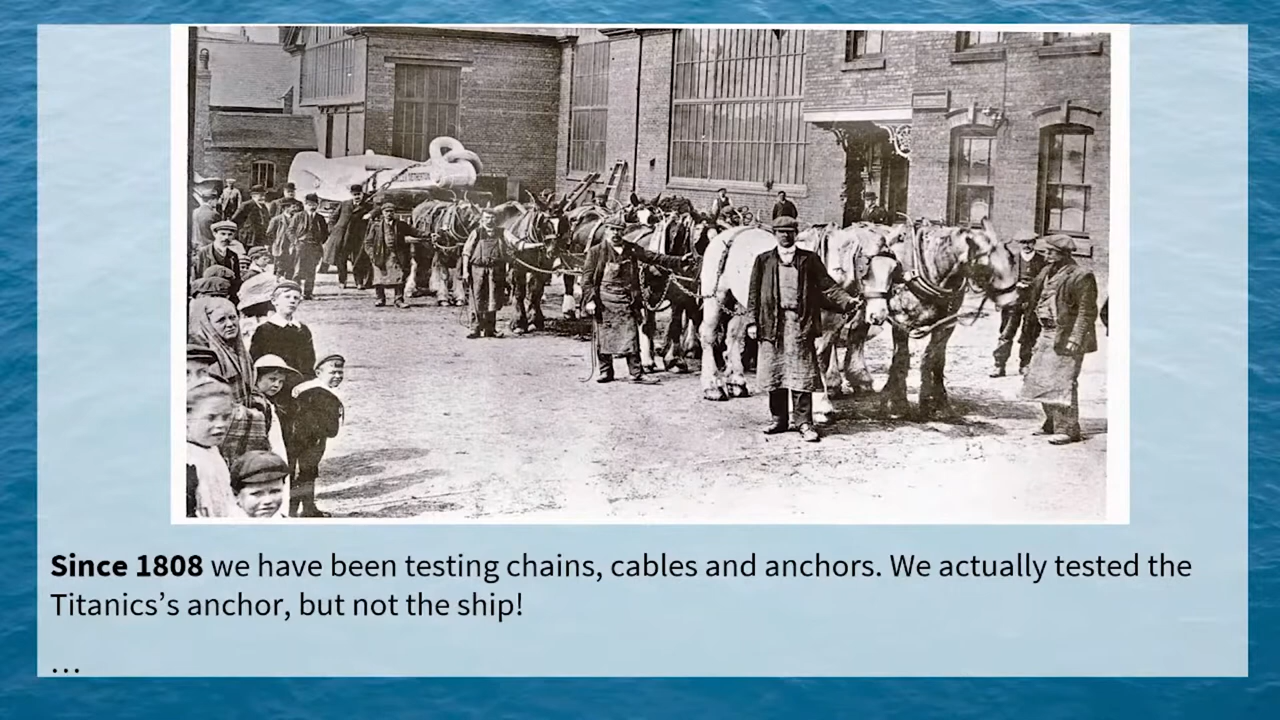 Since 1808 we have been testing chains, cables and anchors. We actually tested the
Titanics’s anchor, but not the ship!
…